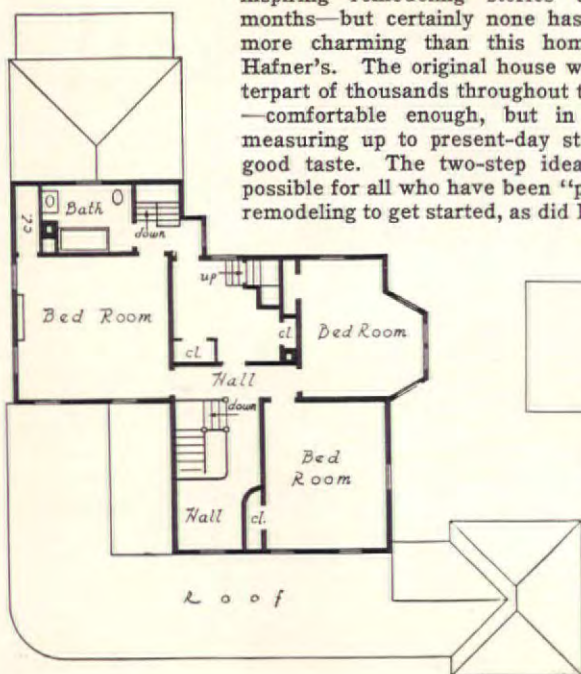 months—but certainly none has
more charming than this hom
Hafner's. The original house w
terpart of thousands throughout t
—comfortable enough, but in
measuring up to present-day st
good taste. The two-step idea
possible for all who have been "p
remodeling to get started, as did
Bath
cl.
down
up
Bed Room
cl.
Bed Room
cl.
Hall
down
Bed
Room
Hall
cl.
Roof